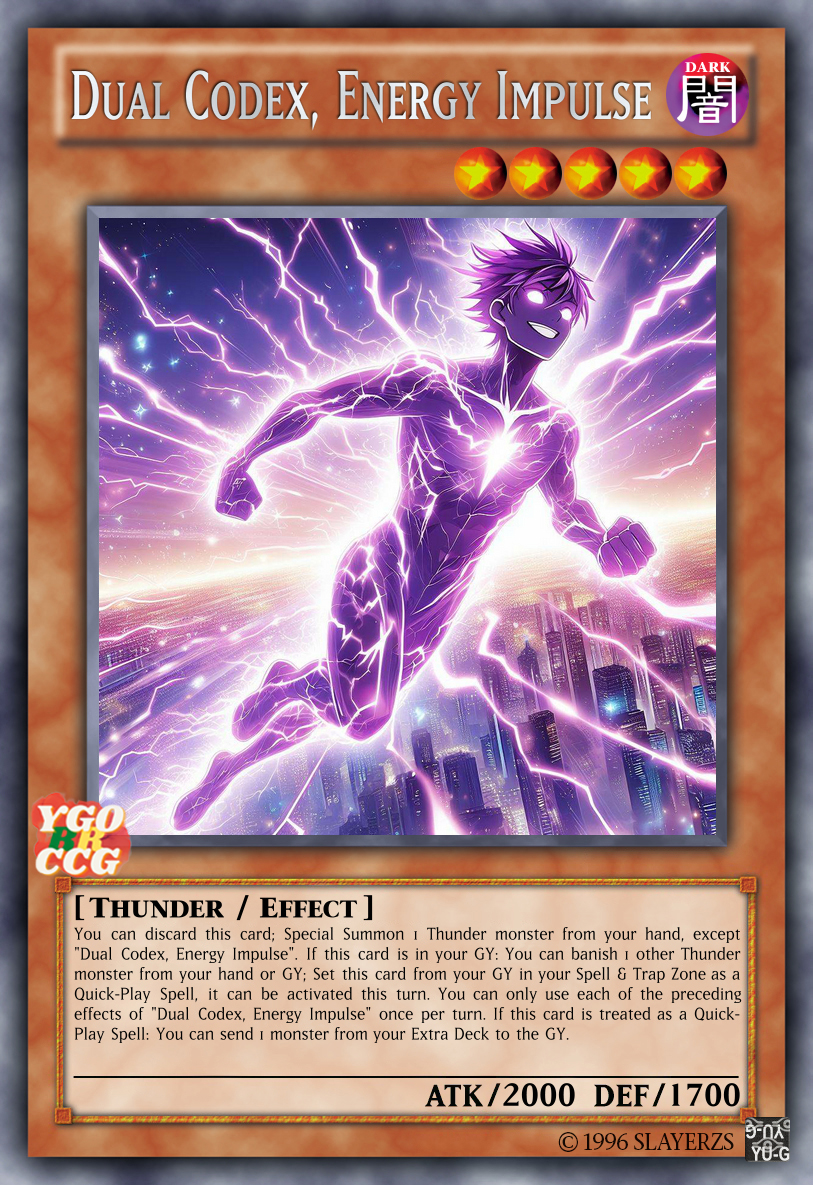 DUAL CODEX, ENERGY IMPULSE
DARK
闇
YGO
BR
CCG
[ THUNDER / EFFECT ]
You can discard this card; Special Summon 1 Thunder monster from your hand, except
"Dual Codex, Energy Impulse". If this card is in your GY: You can banish 1 other Thunder
monster from your hand or GY; Set this card from your GY in your Spell & Trap Zone as a
Quick-Play Spell, it can be activated this turn. You can only use each of the preceding
effects of "Dual Codex, Energy Impulse" once per turn. If this card is treated as a Quick-
Play Spell: You can send 1 monster from your Extra Deck to the GY.
ATK/2000 DEF/1700
© 1996 SLAYERZS
YU-G
YU-G